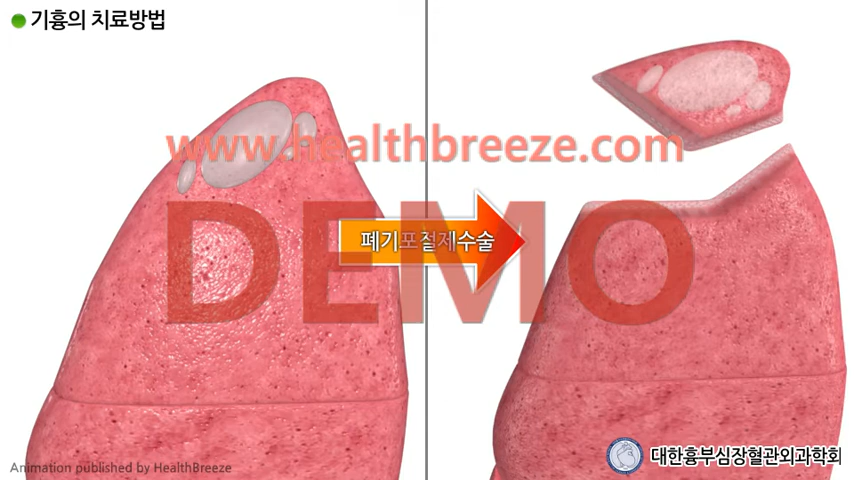 기흉의 치료방법
www.healthbreeze.com
DEMO
폐기포절제수술
Animation published by HealthBreeze
대한흉부심장혈관외과학회